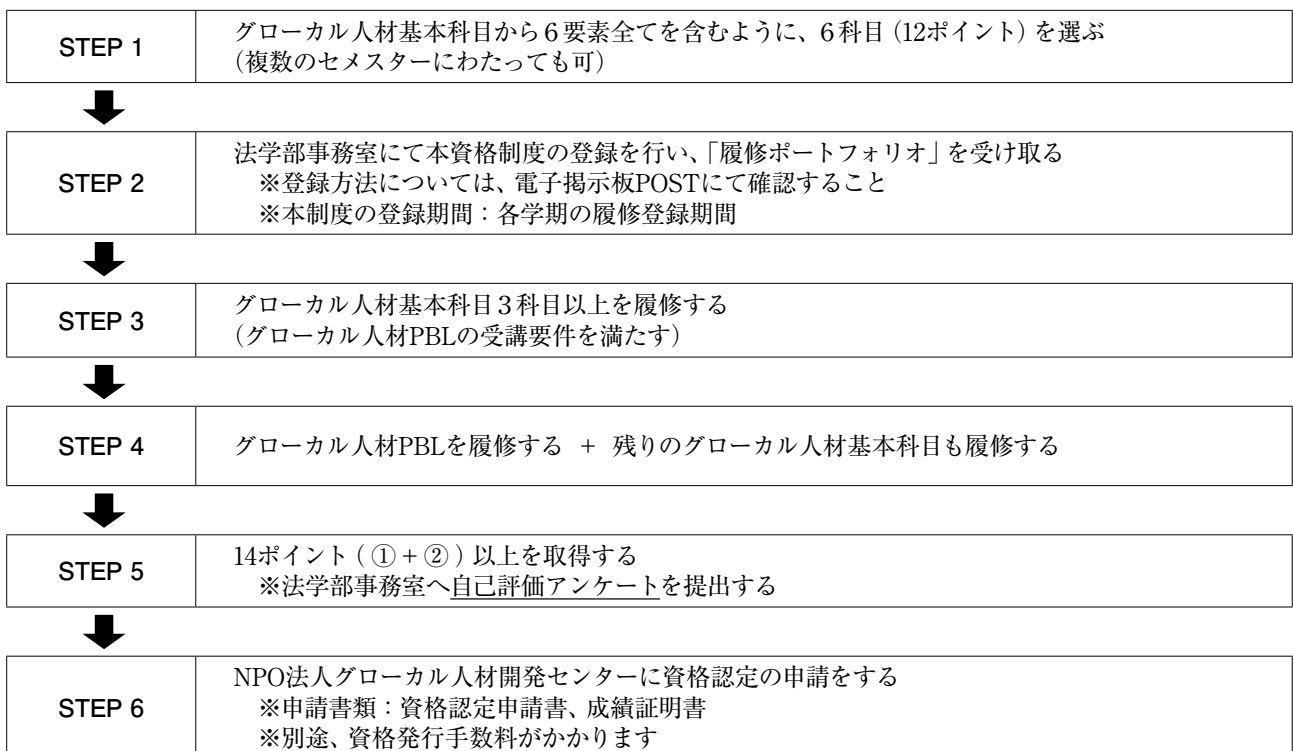 STEP 1
グローカル人材基本科目から６要素全てを含むように、６科目（12ポイント）を選ぶ
（複数のセメスターにわたっても可）
STEP 2
法学部事務室にて本資格制度の登録を行い、「履修ポートフォリオ」を受け取る
※登録方法については、電子掲示板POSTにて確認すること
※本制度の登録期間：各学期の履修登録期間
STEP 3
グローカル人材基本科目３科目以上を履修する
（グローカル人材PBLの受講要件を満たす）
STEP 4
グローカル人材PBLを履修する ＋ 残りのグローカル人材基本科目も履修する
STEP 5
14ポイント（①＋②）以上を取得する
※法学部事務室へ自己評価アンケートを提出する
STEP 6
NPO法人グローカル人材開発センターに資格認定の申請をする
※申請書類：資格認定申請書、成績証明書
※別途、資格発行手数料がかかります